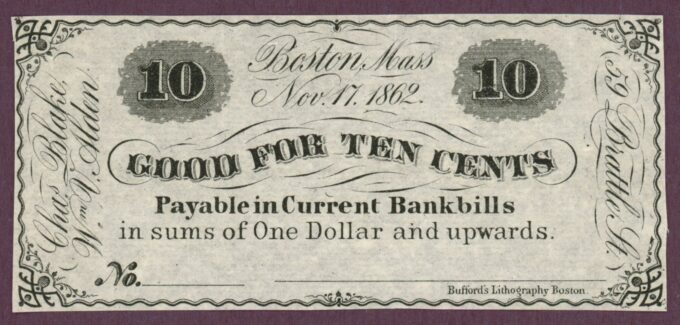 10
Boston, Mass
Nov. 17. 1862.
10
Chas Blake,
Wm V. Alden.
59 Brattle St.
GOOD FOR TEN CENTS
Payable in Current Bankbills
in sums of One Dollar and upwards.
No.
Bufford's Lithography Boston.